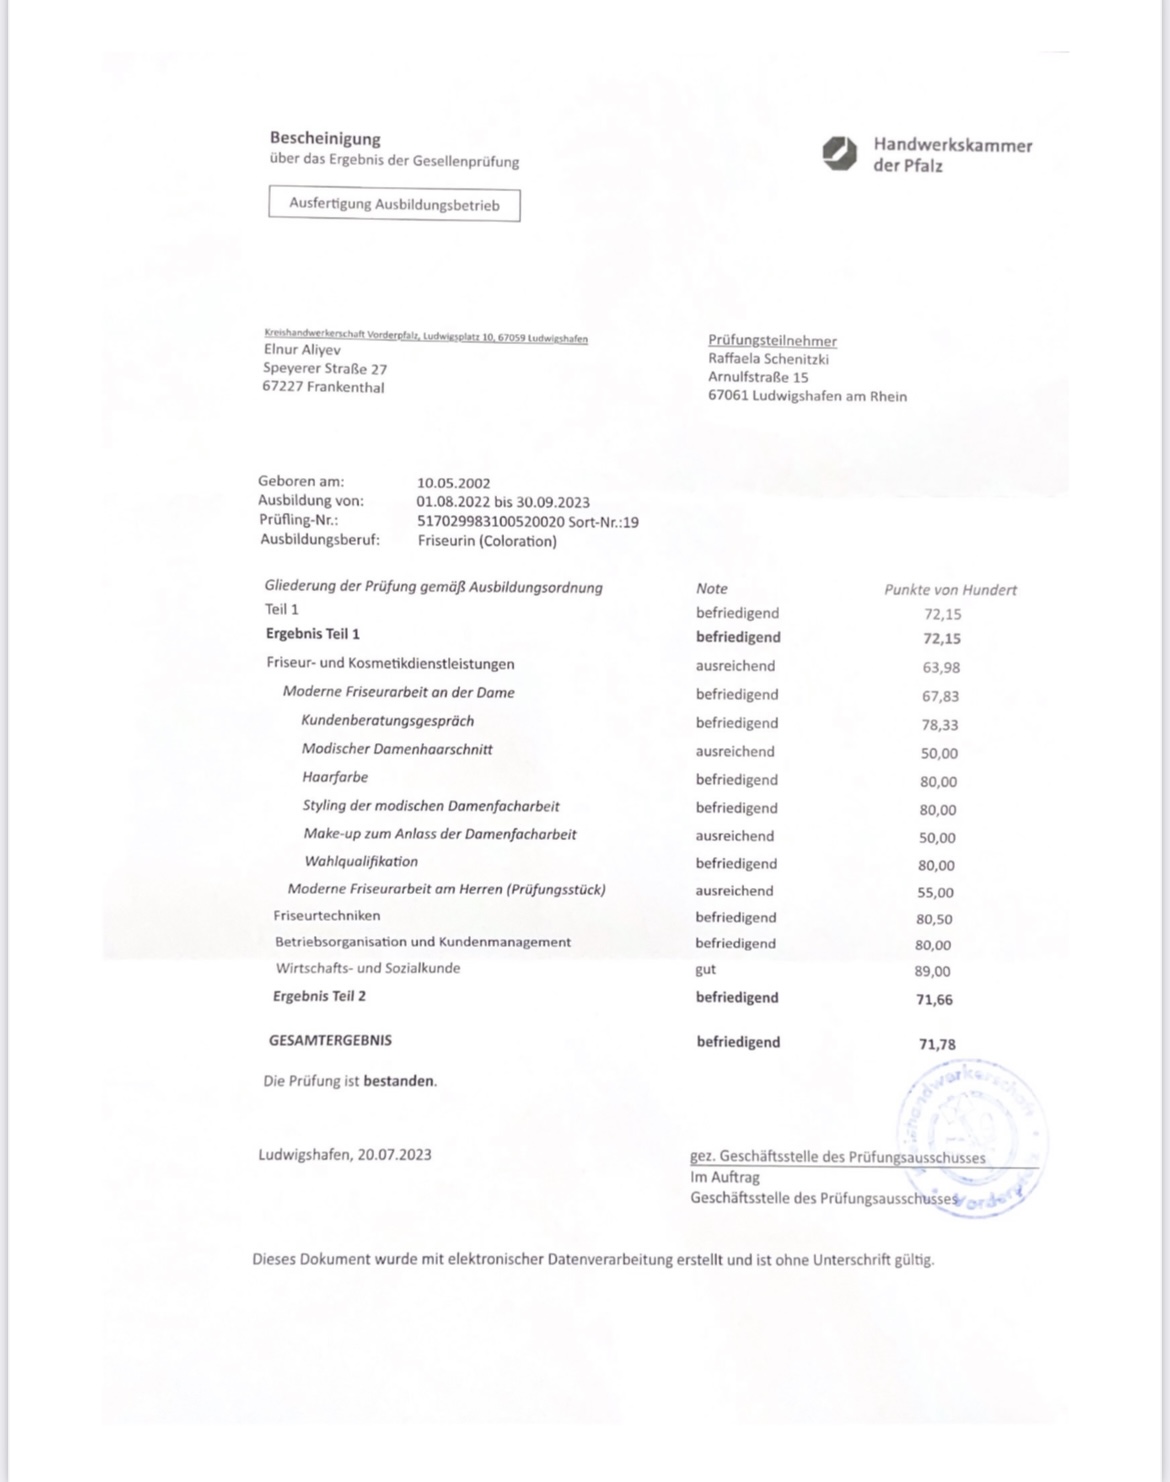 Bescheinigung
über das Ergebnis der Gesellenprüfung
Ausfertigung Ausbildungsbetrieb
Handwerkskammer
der Pfalz
Kreishandwerkerschaft Vorderpfalz, Ludwigsplatz 10, 67059 Ludwigshafen
Elnur Aliyev
Speyerer Straße 27
67227 Frankenthal
Prüfungsteilnehmer
Raffaela Schenitzki
Arnulfstraße 15
67061 Ludwigshafen am Rhein
Geboren am: 10.05.2002
Ausbildung von: 01.08.2022 bis 30.09.2023
Prüfling-Nr.: 517029983100520020 Sort-Nr.:19
Ausbildungsberuf: Friseurin (Coloration)
Gliederung der Prüfung gemäß Ausbildungsordnung Note Punkte von Hundert
Teil 1 befriedigend 72,15
Ergebnis Teil 1 befriedigend 72,15
Friseur- und Kosmetikdienstleistungen ausreichend 63,98
Moderne Friseurarbeit an der Dame befriedigend 67,83
Kundenberatungsgespräch befriedigend 78,33
Modischer Damenhaarschnitt ausreichend 50,00
Haarfarbe befriedigend 80,00
Styling der modischen Damenfacharbeit befriedigend 80,00
Make-up zum Anlass der Damenfacharbeit ausreichend 50,00
Wahlqualifikation befriedigend 80,00
Moderne Friseurarbeit am Herren (Prüfungsstück) ausreichend 55,00
Friseurtechniken befriedigend 80,50
Betriebsorganisation und Kundenmanagement befriedigend 80,00
Wirtschafts- und Sozialkunde gut 89,00
Ergebnis Teil 2 befriedigend 71,66
GESAMTERGEBNIS befriedigend 71,78
Die Prüfung ist bestanden.
Ludwigshafen, 20.07.2023
gez. Geschäftsstelle des Prüfungsausschusses
Im Auftrag
Geschäftsstelle des Prüfungsausschusses
Dieses Dokument wurde mit elektronischer Datenverarbeitung erstellt und ist ohne Unterschrift gültig.